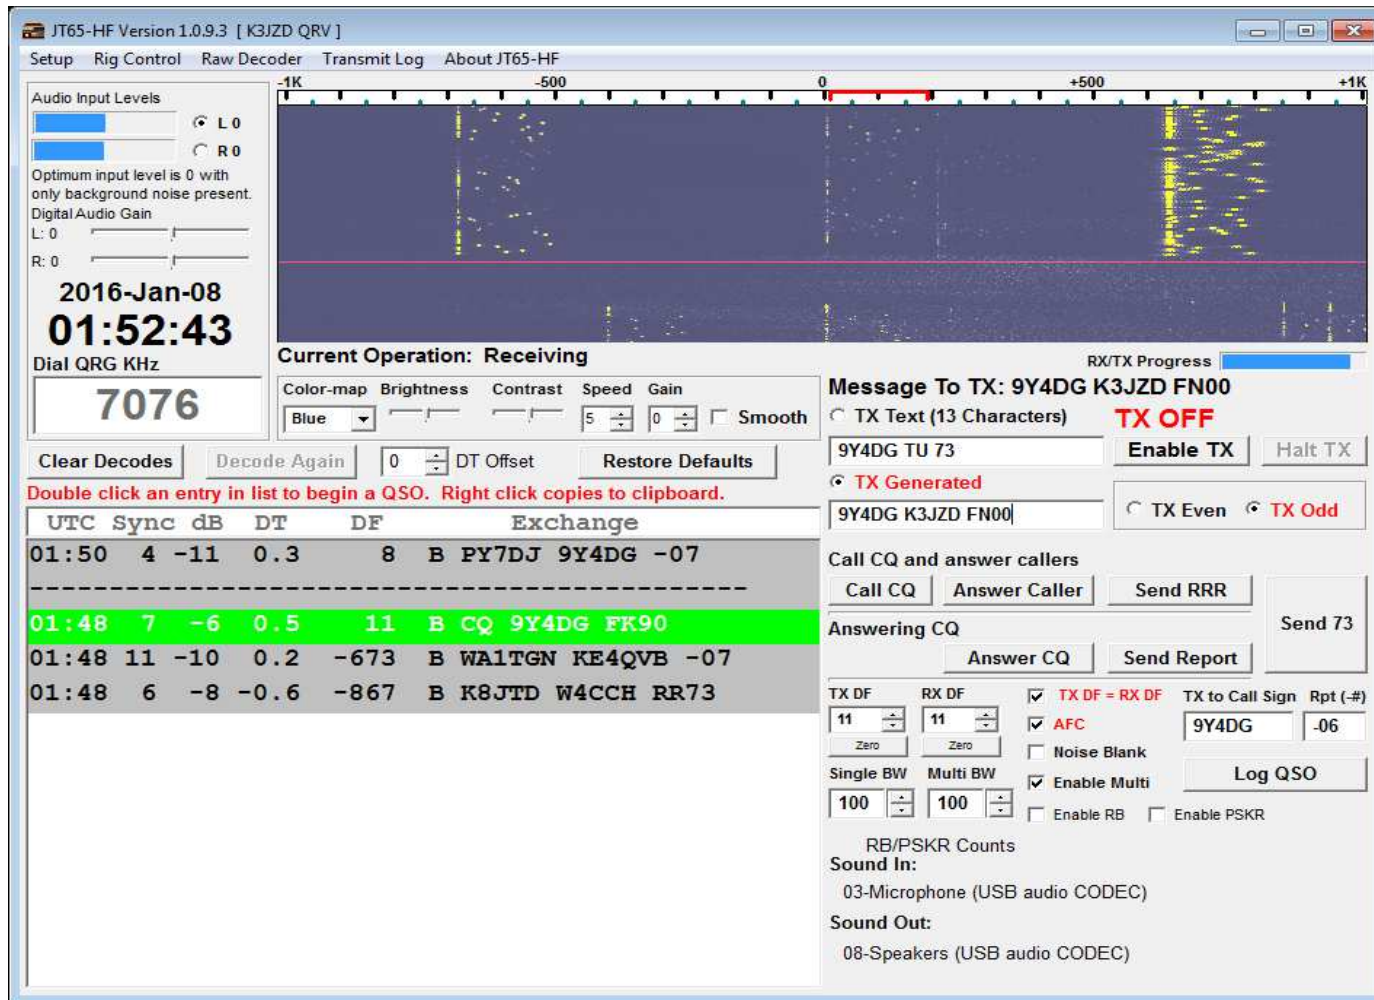 JT65-HF Version 1.0.9.3 [ K3JZD QRV ]
Setup Rig Control Raw Decoder Transmit Log About JT65-HF
-1K -500 0 +500 +1K
Audio Input Levels
L 0
R 0
Optimum input level is 0 with
only background noise present.
Digital Audio Gain
L: 0
R: 0
2016-Jan-08
01:52:43
Dial QRG KHz
7076
Current Operation: Receiving
RX/TX Progress
Color-map Brightness Contrast Speed Gain
Blue 5 0 Smooth
Clear Decodes Decode Again 0 DT Offset Restore Defaults
Double click an entry in list to begin a QSO. Right click copies to clipboard.
UTC Sync dB DT DF Exchange
01:50 4 -11 0.3 8 B PY7DJ 9Y4DG -07
------------------------------------------------------
01:48 7 -6 0.5 11 B CQ 9Y4DG FK90
01:48 11 -10 0.2 -673 B WA1TGN KE4QVB -07
01:48 6 -8 -0.6 -867 B K8JTD W4CCH RR73
Message To TX: 9Y4DG K3JZD FN00
TX Text (13 Characters) TX OFF
9Y4DG TU 73 Enable TX Halt TX
TX Generated
9Y4DG K3JZD FN00 TX Even TX Odd
Call CQ and answer callers
Call CQ Answer Caller Send RRR
Send 73
Answering CQ
Answer CQ Send Report
TX DF RX DF TX DF = RX DF TX to Call Sign Rpt (-#)
11 11 AFC 9Y4DG -06
Zero Zero Noise Blank
Single BW Multi BW Enable Multi Log QSO
100 100 Enable RB Enable PSKR
RB/PSKR Counts
Sound In:
03-Microphone (USB audio CODEC)
Sound Out:
08-Speakers (USB audio CODEC)